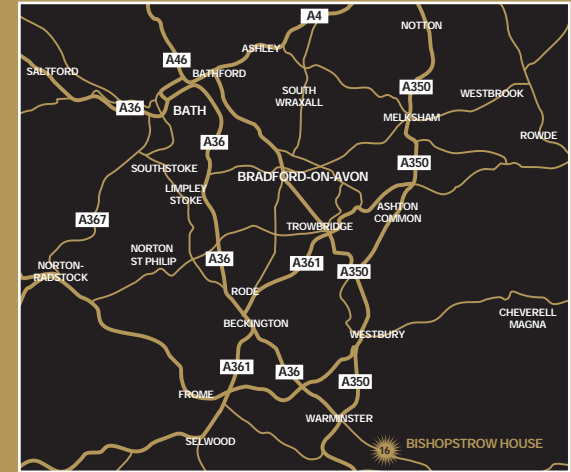 A4
NOTTON
ASHLEY
A46
SALTFORD
BATHFORD
SOUTH
WRAXALL
A350
WESTBROOK
A36
BATH
MELKSHAM
ROWDE
A36
SOUTHSTOKE
BRADFORD-ON-AVON
A350
LIMPLEY
STOKE
ASHTON
COMMON
A367
TROWBRIDGE
NORTON
ST PHILIP
A36
A361
NORTON-
RADSTOCK
A350
RODE
BECKINGTON
CHEVERELL
MAGNA
WESTBURY
A361
A36
A350
FROME
WARMINSTER
SELWOOD
16 BISHOPSTROW HOUSE